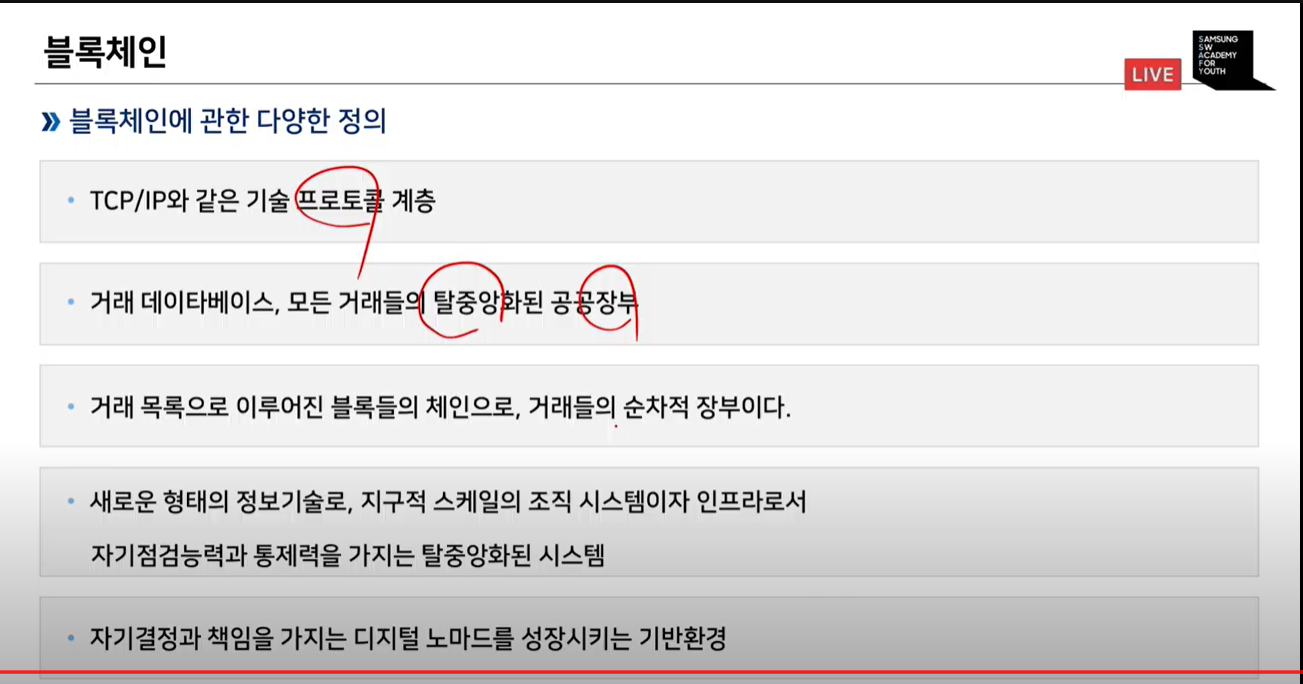 블록체인
LIVE
SAMSUNG
SW
ACADEMY
FOR
YOUTH
» 블록체인에 관한 다양한 정의
• TCP/IP와 같은 기술 프로토콜 계층
• 거래 데이타베이스, 모든 거래들의 탈중앙화된 공공장부
• 거래 목록으로 이루어진 블록들의 체인으로, 거래들의 순차적 장부이다.
• 새로운 형태의 정보기술로, 지구적 스케일의 조직 시스템이자 인프라로서
자기점검능력과 통제력을 가지는 탈중앙화된 시스템
• 자기결정과 책임을 가지는 디지털 노마드를 성장시키는 기반환경